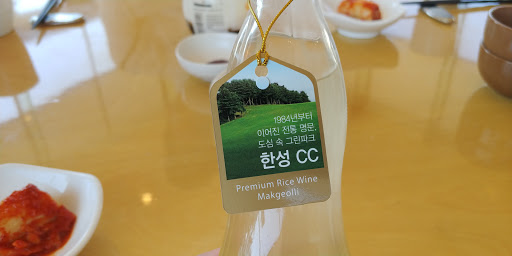 1984년부터
이어진 전통 명문,
도심 속 그린파크
한성 CC
Premium Rice Wine
Makgeolli